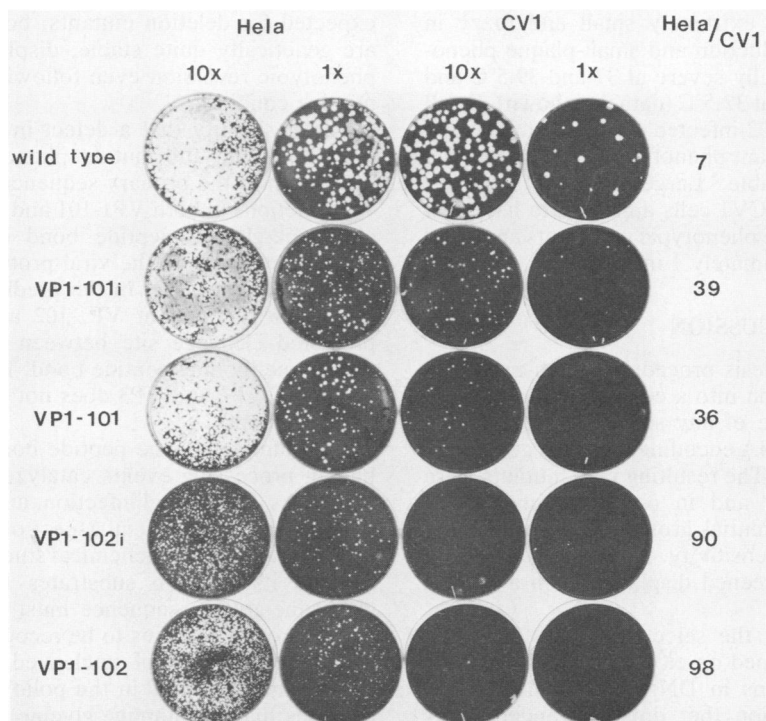 Hela CV1 Hela/CV1
10x 1x 10x 1x
wild type 7
VP1-101i 39
VP1-101 36
VP1-102i 90
VP1-102 98